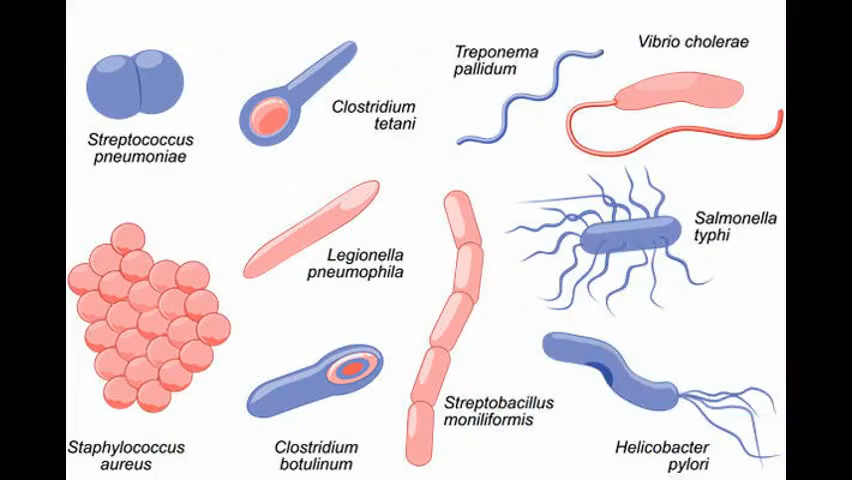 Streptococcus
pneumoniae
Clostridium
tetani
Treponema
pallidum
Vibrio cholerae
Legionella
pneumophila
Salmonella
typhi
Staphylococcus
aureus
Clostridium
botulinum
Streptobacillus
moniliformis
Helicobacter
pylori